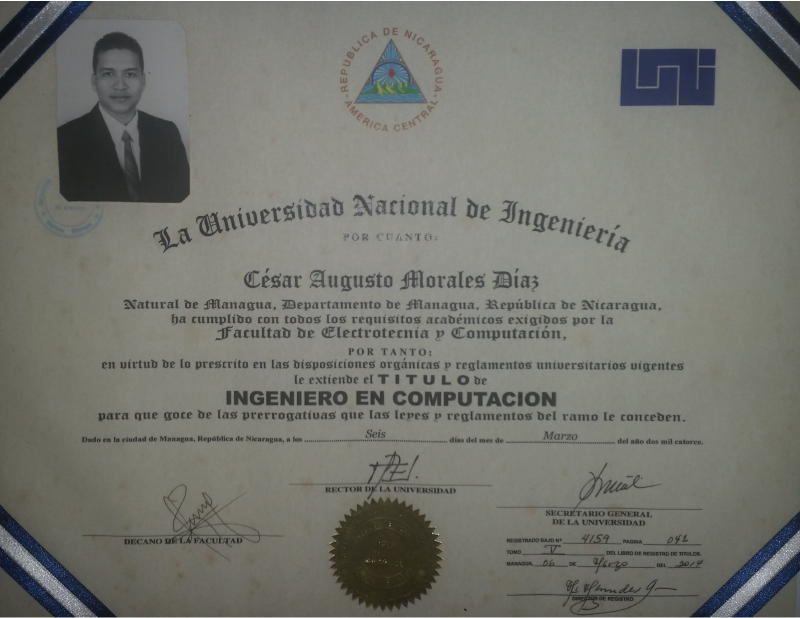 REPUBLICA DE NICARAGUA
AMERICA CENTRAL
UNI
La Universidad Nacional de Ingeniería
POR CUANTO:
César Augusto Morales Díaz
Natural de Managua, Departamento de Managua, República de Nicaragua,
ha cumplido con todos los requisitos académicos exigidos por la
Facultad de Electrotecnia y Computación,
POR TANTO:
en virtud de lo prescrito en las disposiciones orgánicas y reglamentos universitarios vigentes
le extiende el TITULO de
INGENIERO EN COMPUTACION
para que goce de las prerrogativas que las leyes y reglamentos del ramo le conceden.
Dado en la ciudad de Managua, República de Nicaragua, a los Seis días del mes de Marzo del año dos mil catorce.
RECTOR DE LA UNIVERSIDAD
SECRETARIO GENERAL
DE LA UNIVERSIDAD
DECANO DE LA FACULTAD
REGISTRADO BAJO Nº 4159 PAGINA 042
TOMO V DEL LIBRO DE REGISTRO DE TITULOS.
MANAGUA, 06 DE Marzo DEL 2014
DIRECTOR DE REGISTRO